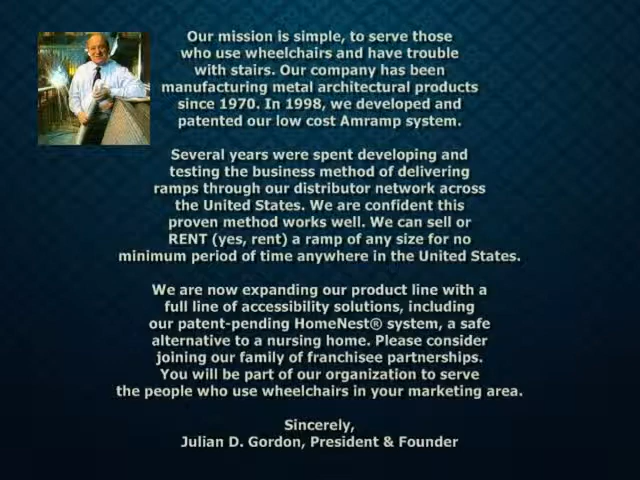 Our mission is simple, to serve those
who use wheelchairs and have trouble
with stairs. Our company has been
manufacturing metal architectural products
since 1970. In 1998, we developed and
patented our low cost Amramp system.
Several years were spent developing and
testing the business method of delivering
ramps through our distributor network across
the United States. We are confident this
proven method works well. We can sell or
RENT (yes, rent) a ramp of any size for no
minimum period of time anywhere in the United States.
We are now expanding our product line with a
full line of accessibility solutions, including
our patent-pending HomeNest® system, a safe
alternative to a nursing home. Please consider
joining our family of franchisee partnerships.
You will be part of our organization to serve
the people who use wheelchairs in your marketing area.
Sincerely,
Julian D. Gordon, President & Founder